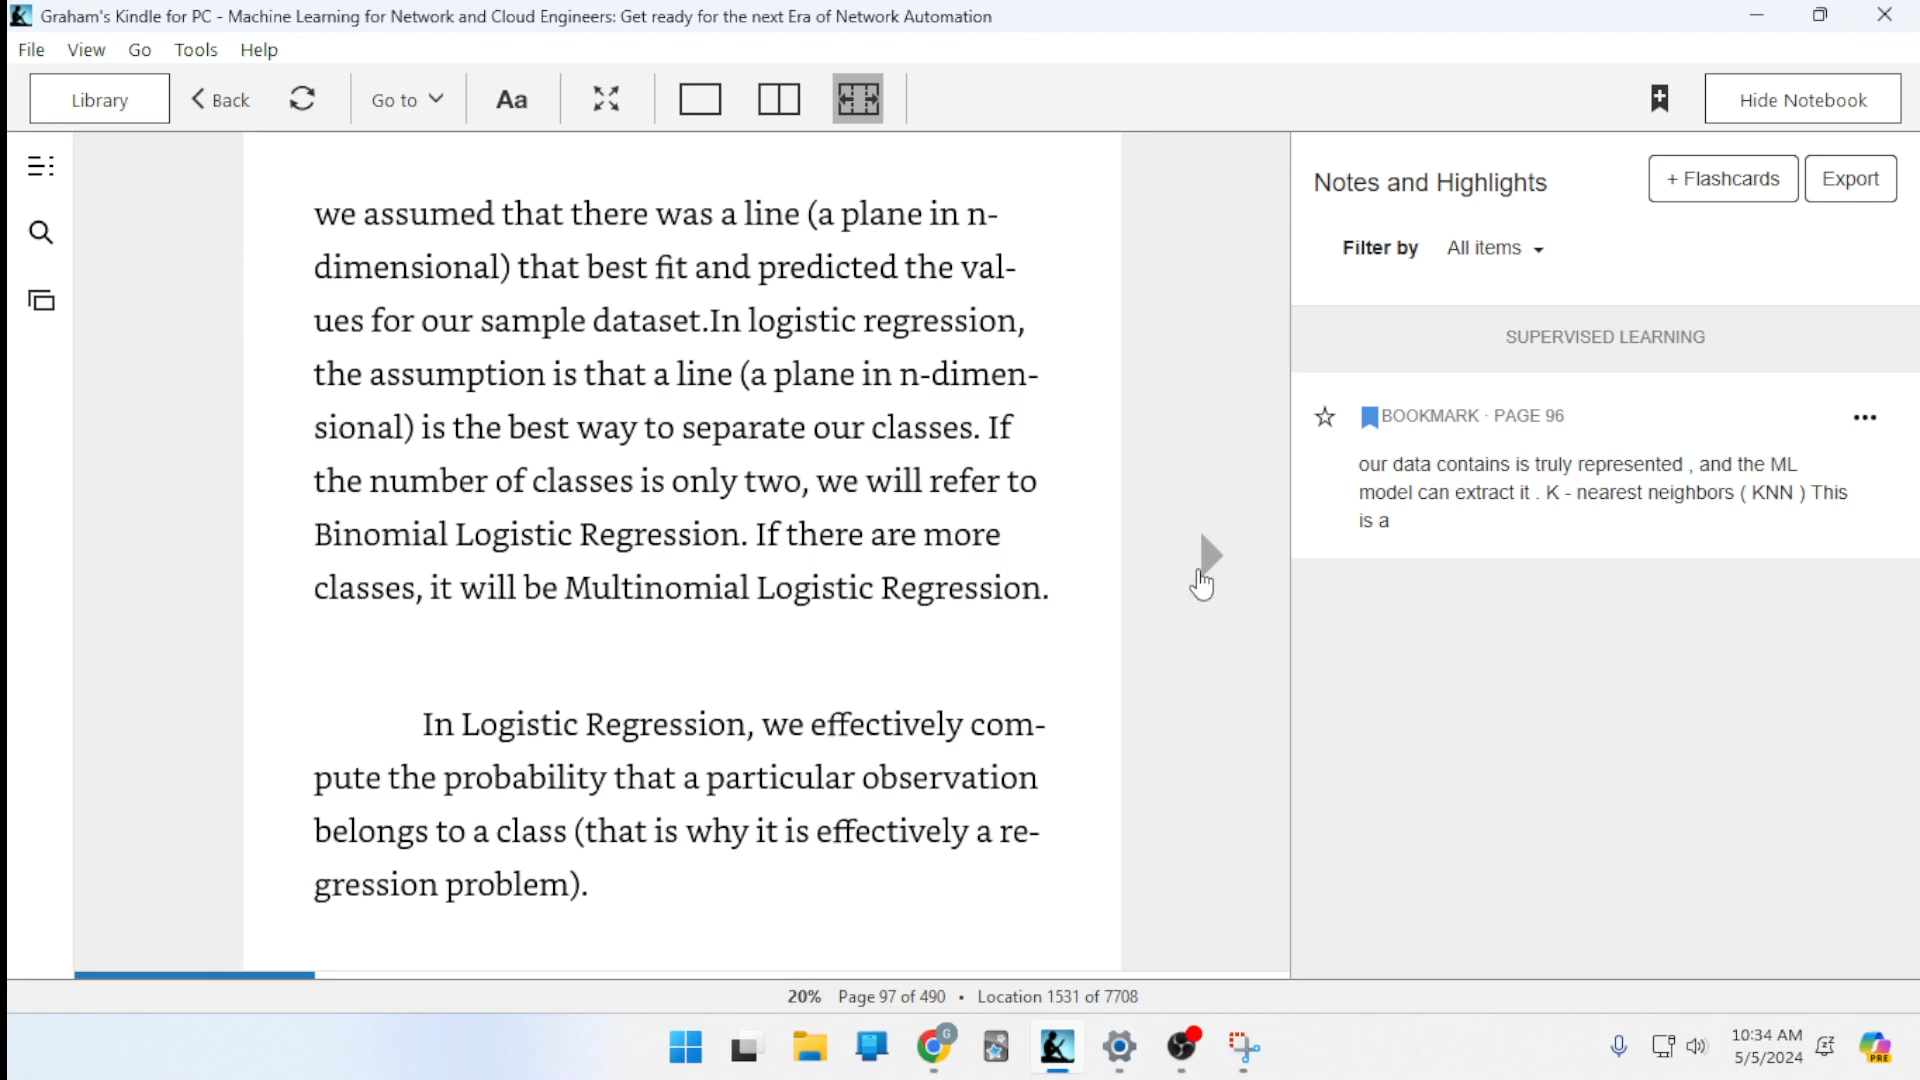 Graham's Kindle for PC - Machine Learning for Network and Cloud Engineers: Get ready for the next Era of Network Automation
File View Go Tools Help
Library Back Go to Aa Hide Notebook
we assumed that there was a line (a plane in n-
dimensional) that best fit and predicted the val-
ues for our sample dataset.In logistic regression,
the assumption is that a line (a plane in n-dimen-
sional) is the best way to separate our classes. If
the number of classes is only two, we will refer to
Binomial Logistic Regression. If there are more
classes, it will be Multinomial Logistic Regression.
In Logistic Regression, we effectively com-
pute the probability that a particular observation
belongs to a class (that is why it is effectively a re-
gression problem).
Notes and Highlights
+ Flashcards
Export
Filter by All items
SUPERVISED LEARNING
BOOKMARK · PAGE 96
our data contains is truly represented , and the ML
model can extract it . K - nearest neighbors ( KNN ) This
is a
20% Page 97 of 490 • Location 1531 of 7708
G
10:34 AM
5/5/2024
PRE